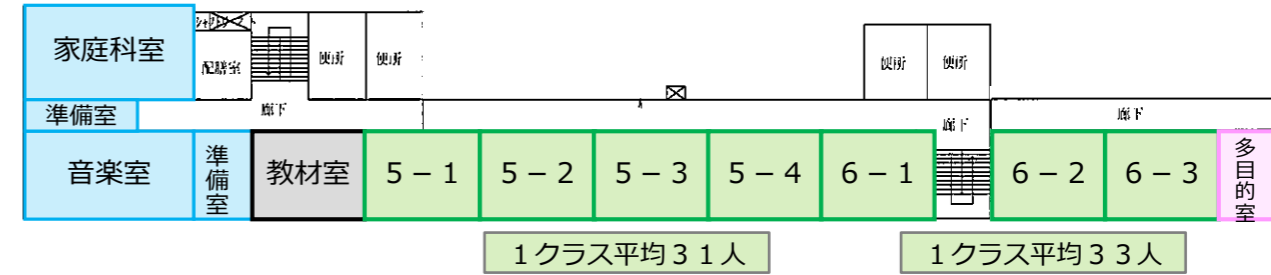 家庭科室
配膳室
便所
便所
便所
便所
準備室
廊下
廊下
廊下
音楽室
準備室
教材室
5－1
5－2
5－3
5－4
6－1
6－2
6－3
多目的室
1クラス平均31人
1クラス平均33人